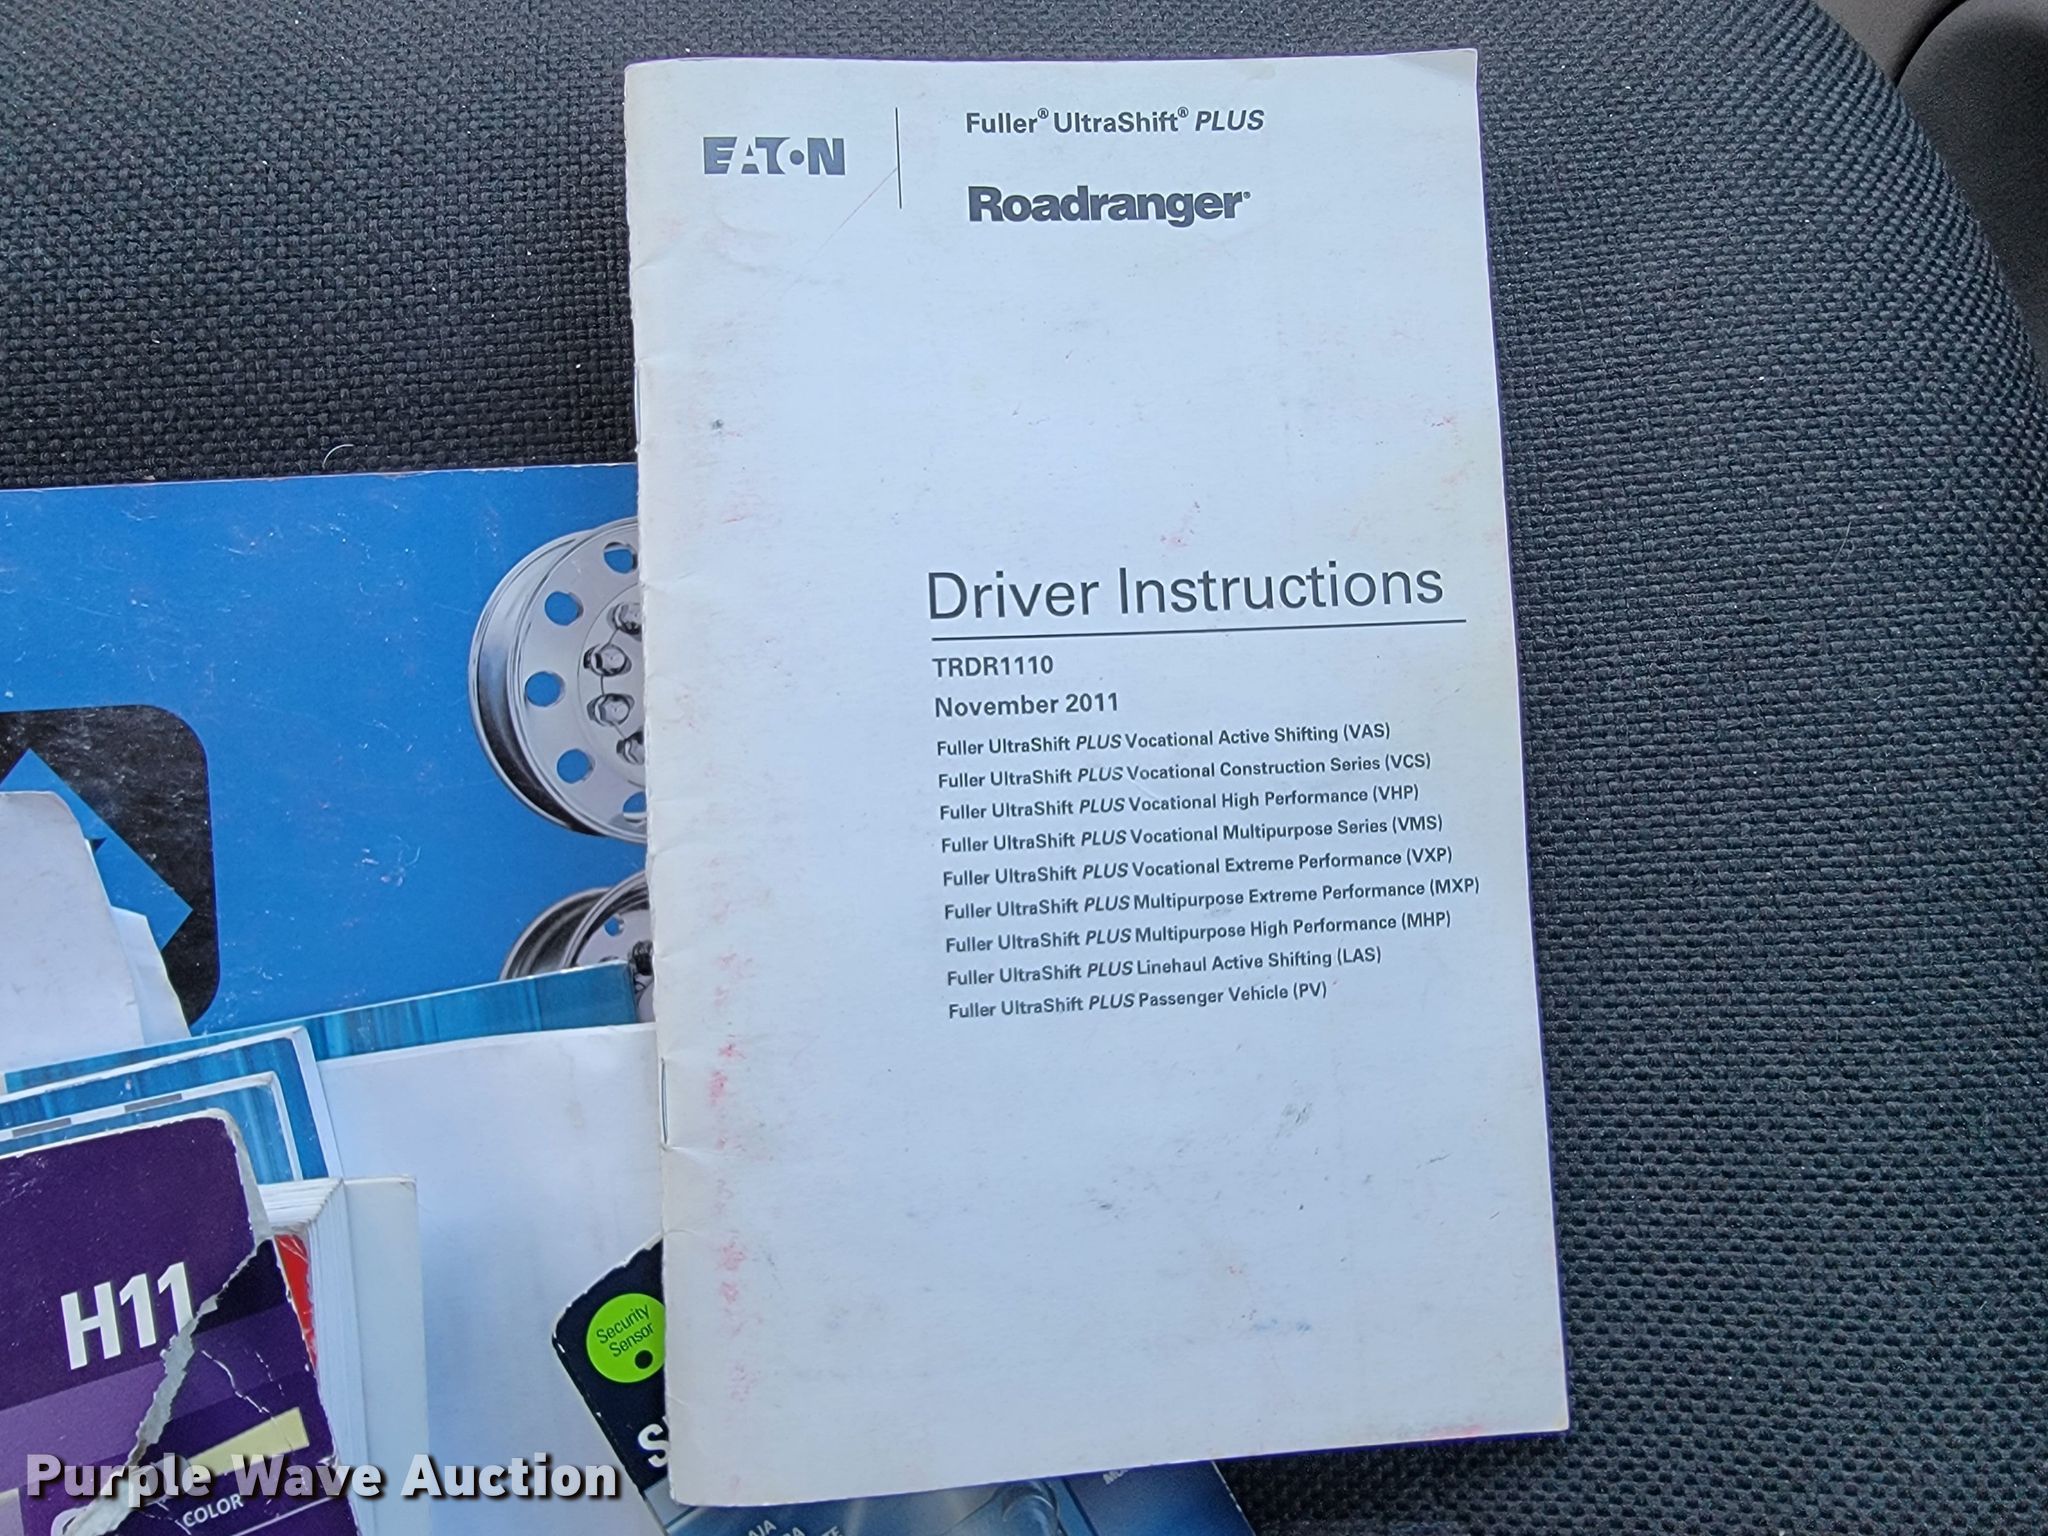 EATON
Fuller® UltraShift® PLUS
Roadranger®
Driver Instructions
TRDR1110
November 2011
Fuller UltraShift PLUS Vocational Active Shifting (VAS)
Fuller UltraShift PLUS Vocational Construction Series (VCS)
Fuller UltraShift PLUS Vocational High Performance (VHP)
Fuller UltraShift PLUS Vocational Multipurpose Series (VMS)
Fuller UltraShift PLUS Vocational Extreme Performance (VXP)
Fuller UltraShift PLUS Multipurpose Extreme Performance (MXP)
Fuller UltraShift PLUS Multipurpose High Performance (MHP)
Fuller UltraShift PLUS Linehaul Active Shifting (LAS)
Fuller UltraShift PLUS Passenger Vehicle (PV)
H11
Security
Sensor
COLOR
Purple Wave Auction